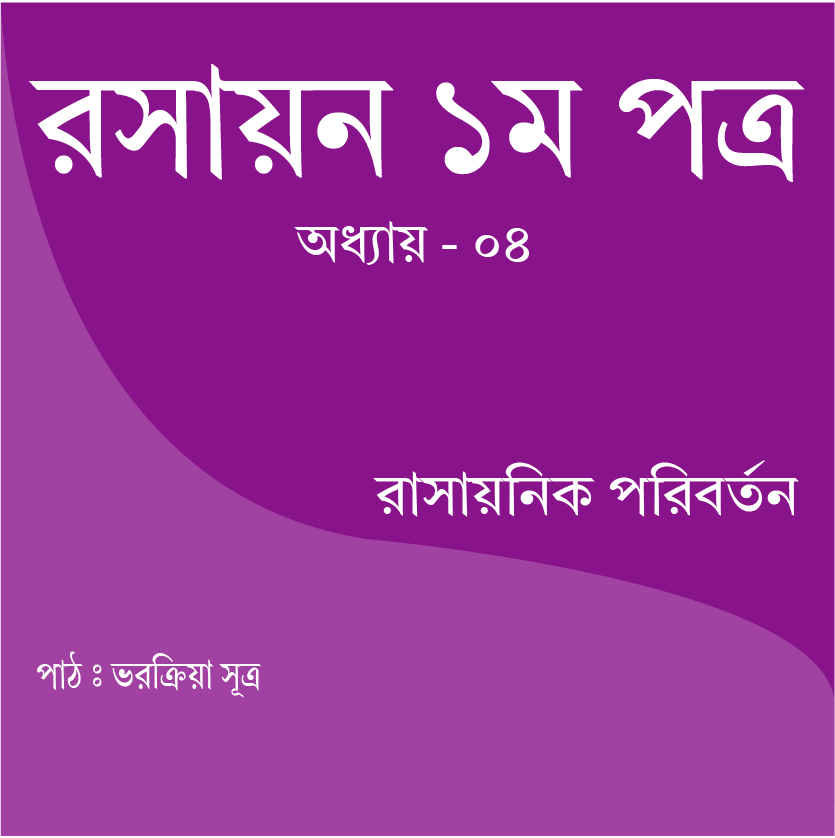 রসায়ন ১ম পত্র
অধ্যায় - ০৪
রাসায়নিক পরিবর্তন
পাঠ ঃ ভরক্রিয়া সূত্র